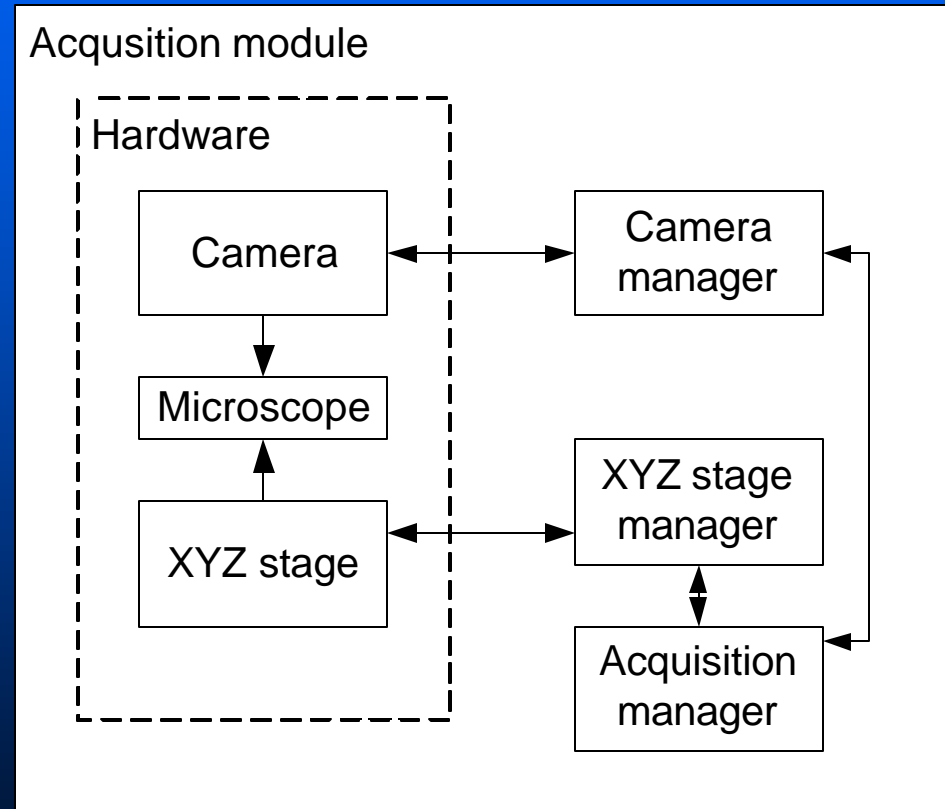 Acqusition module
Hardware
Camera
Camera
manager
Microscope
XYZ stage
manager
XYZ stage
Acquisition
manager